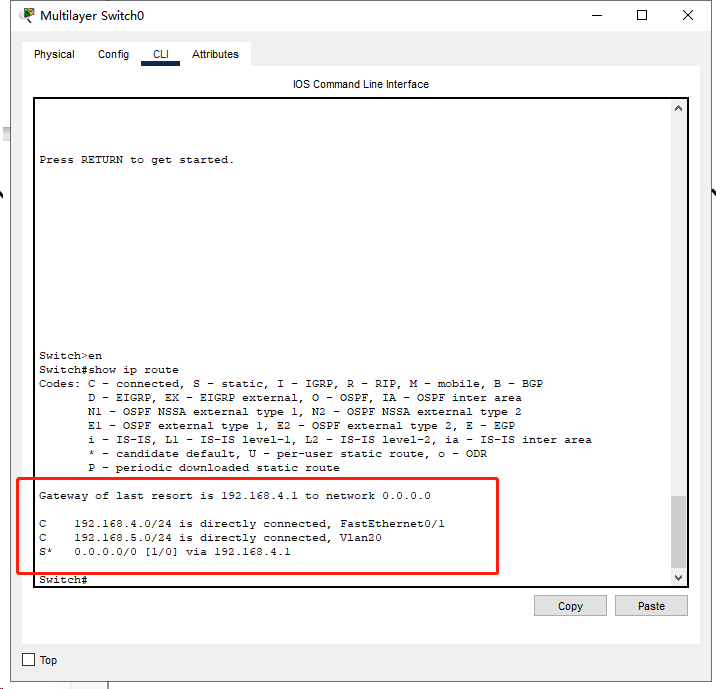 Multilayer Switch0
Physical Config CLI Attributes
IOS Command Line Interface
Press RETURN to get started.
Switch>en
Switch#show ip route
Codes: C - connected, S - static, I - IGRP, R - RIP, M - mobile, B - BGP
       D - EIGRP, EX - EIGRP external, O - OSPF, IA - OSPF inter area
       N1 - OSPF NSSA external type 1, N2 - OSPF NSSA external type 2
       E1 - OSPF external type 1, E2 - OSPF external type 2, E - EGP
       i - IS-IS, L1 - IS-IS level-1, L2 - IS-IS level-2, ia - IS-IS inter area
       * - candidate default, U - per-user static route, o - ODR
       P - periodic downloaded static route
Gateway of last resort is 192.168.4.1 to network 0.0.0.0
C    192.168.4.0/24 is directly connected, FastEthernet0/1
C    192.168.5.0/24 is directly connected, Vlan20
S*   0.0.0.0/0 [1/0] via 192.168.4.1
Switch#
Copy Paste
Top